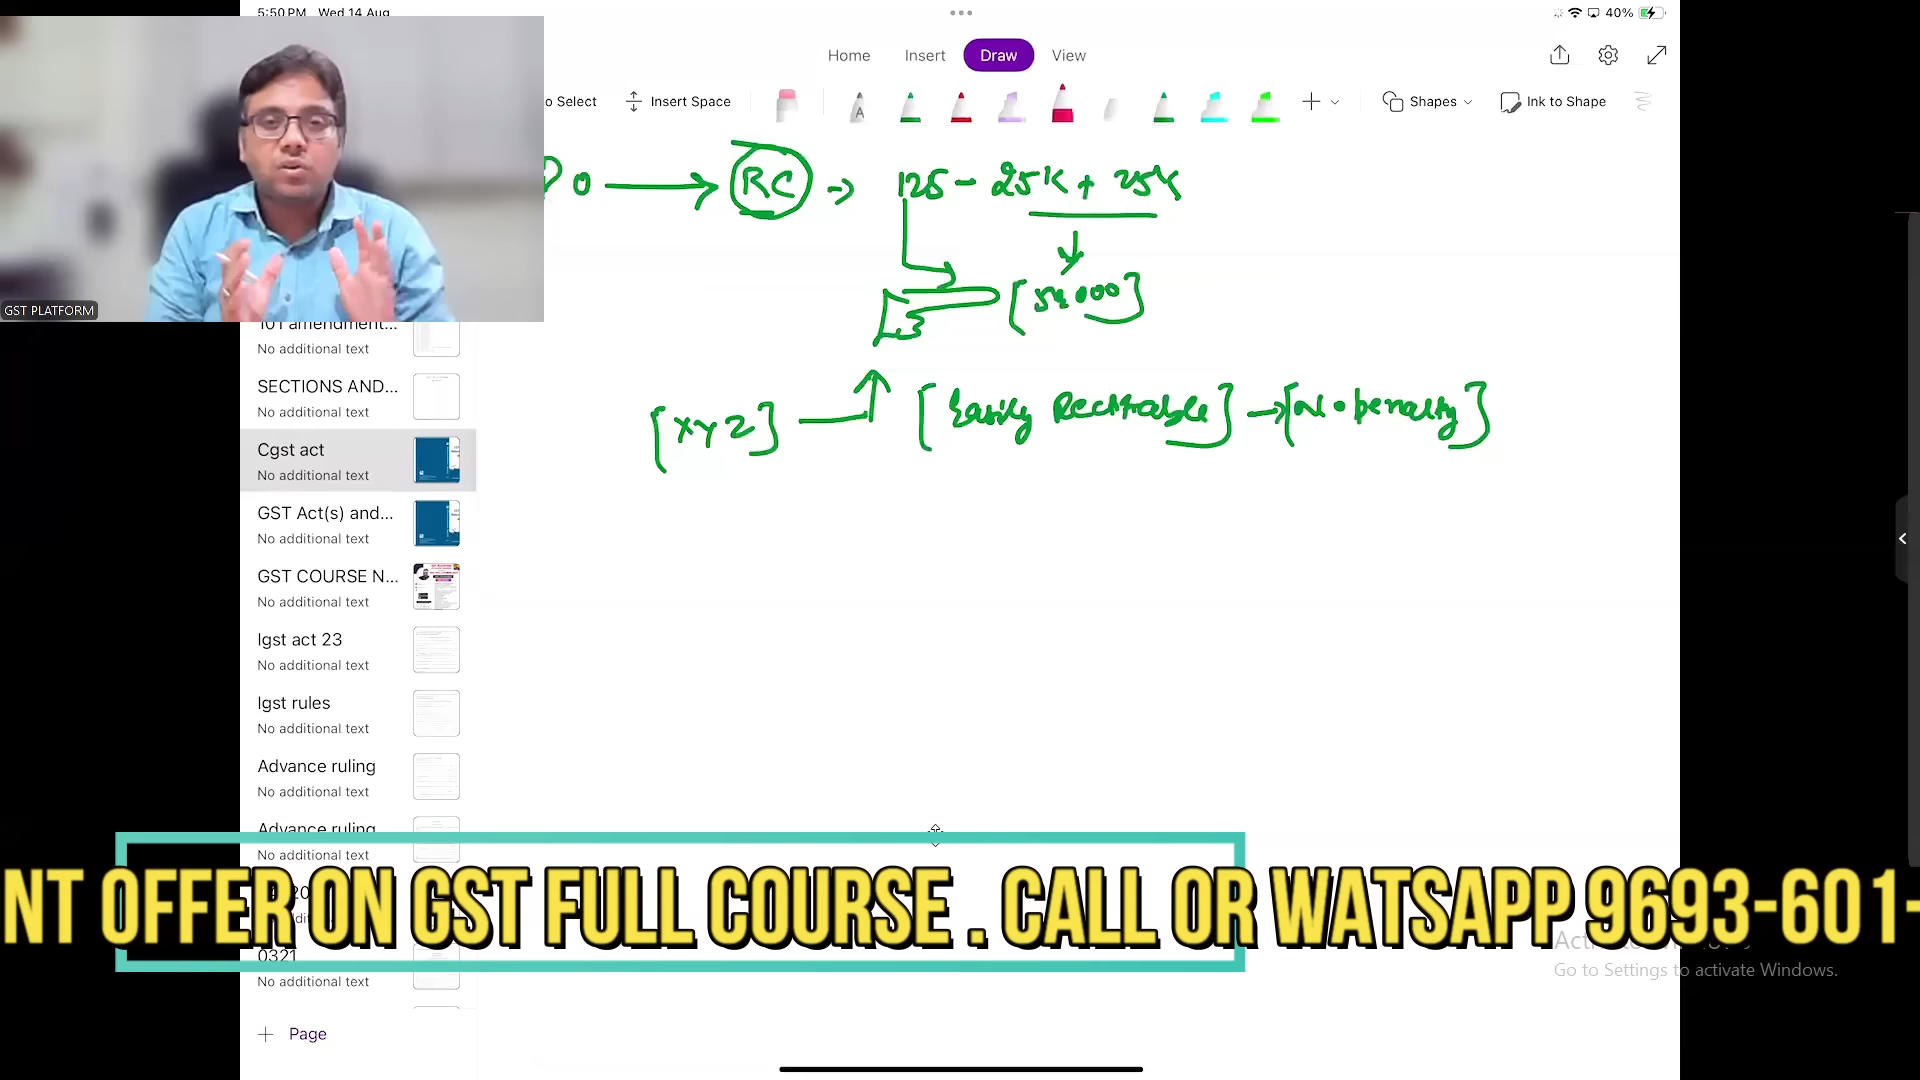 5:50 PM Wed 14 Aug
40%
Home Insert Draw View
o Select Insert Space
A
Shapes Ink to Shape
GST PLATFORM
O → RC → 125 - 25K + 25K
000]
[XYZ] [Easily Rectifiable] → [No penalty]
101 amendment...
No additional text
SECTIONS AND...
No additional text
Cgst act
No additional text
GST Act(s) and...
No additional text
GST COURSE N...
No additional text
Igst act 23
No additional text
Igst rules
No additional text
Advance ruling
No additional text
Advance ruling
No additional text
NT OFFER ON GST FULL COURSE . CALL OR WATSAPP 9693-601-
0321
No additional text
Go to Settings to activate Windows.
+ Page